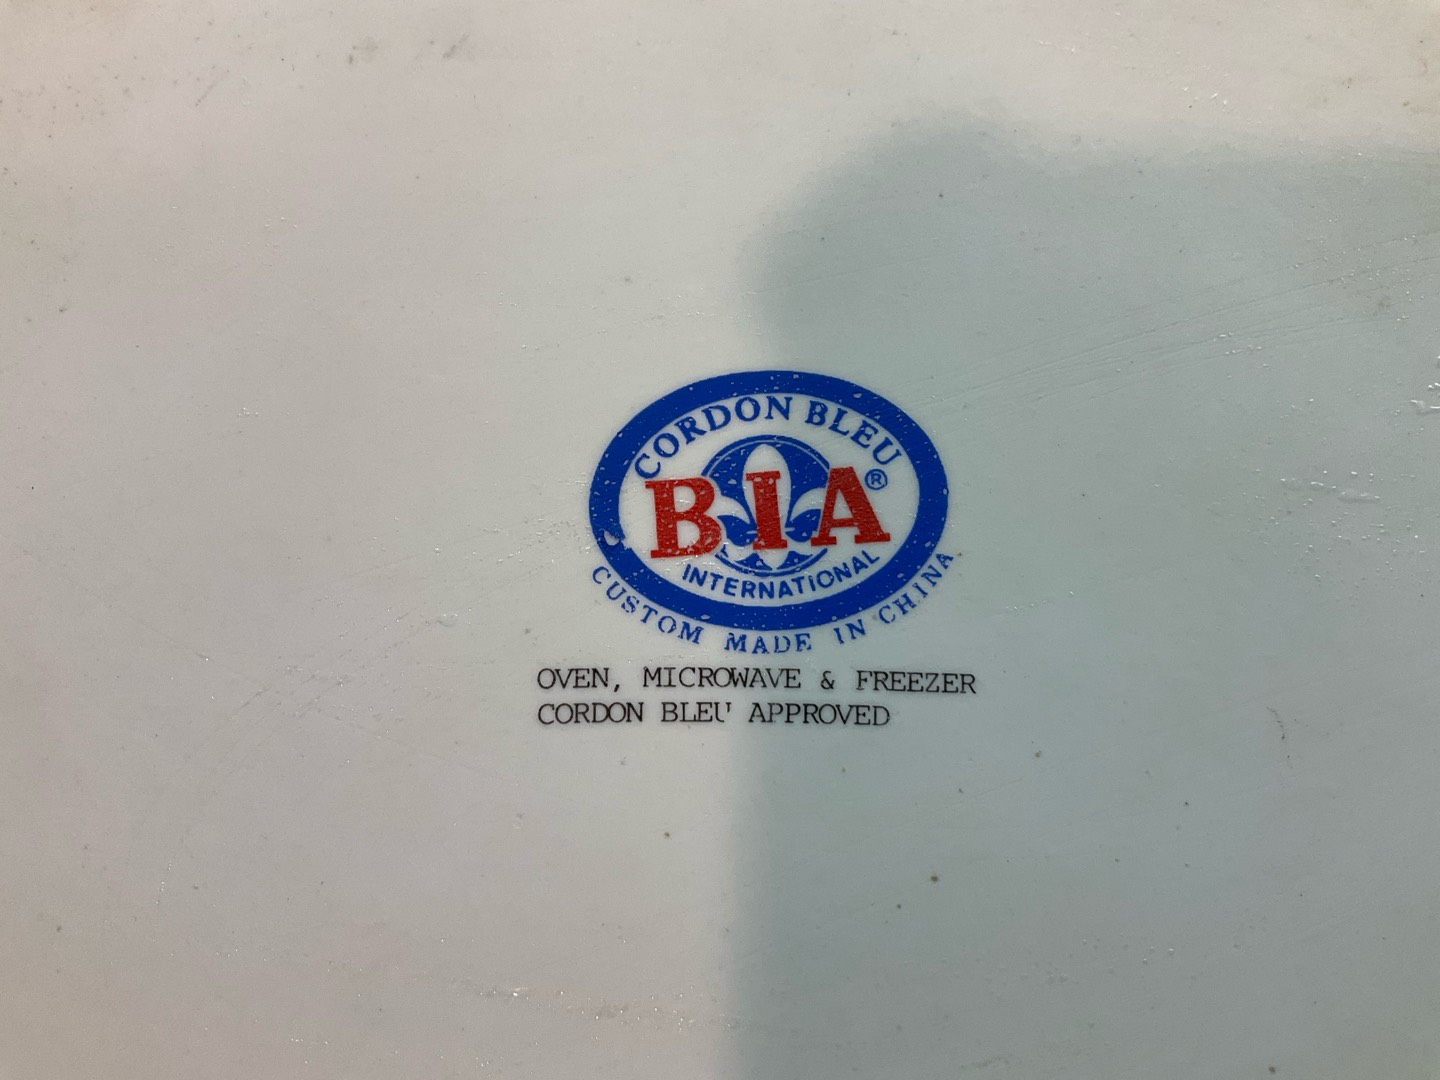 CORDON BLEU
BIA®
INTERNATIONAL
CUSTOM MADE IN CHINA
OVEN, MICROWAVE & FREEZER
CORDON BLEU APPROVED